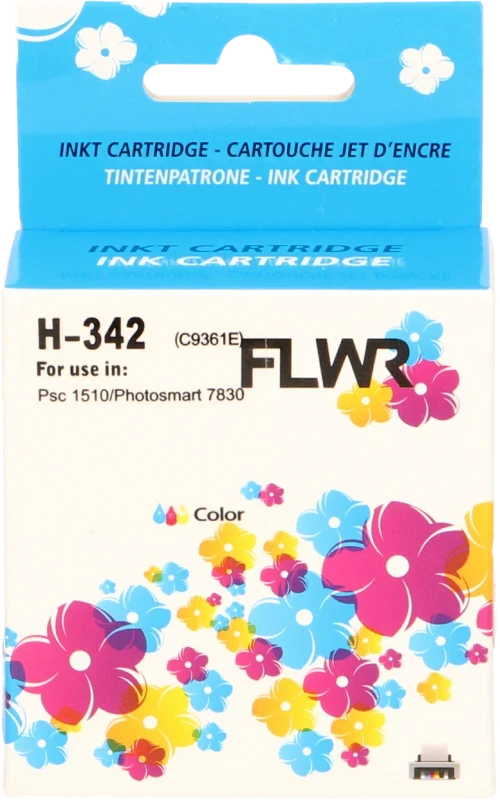 INKT CARTRIDGE - CARTOUCHE JET D'ENCRE
TINTENPATRONE - INK CARTRIDGE
INKT CARTRIDGE
INK CARTRIDGE
H-342 (C9361E)
FLWR
For use in:
Psc 1510/Photosmart 7830
Color